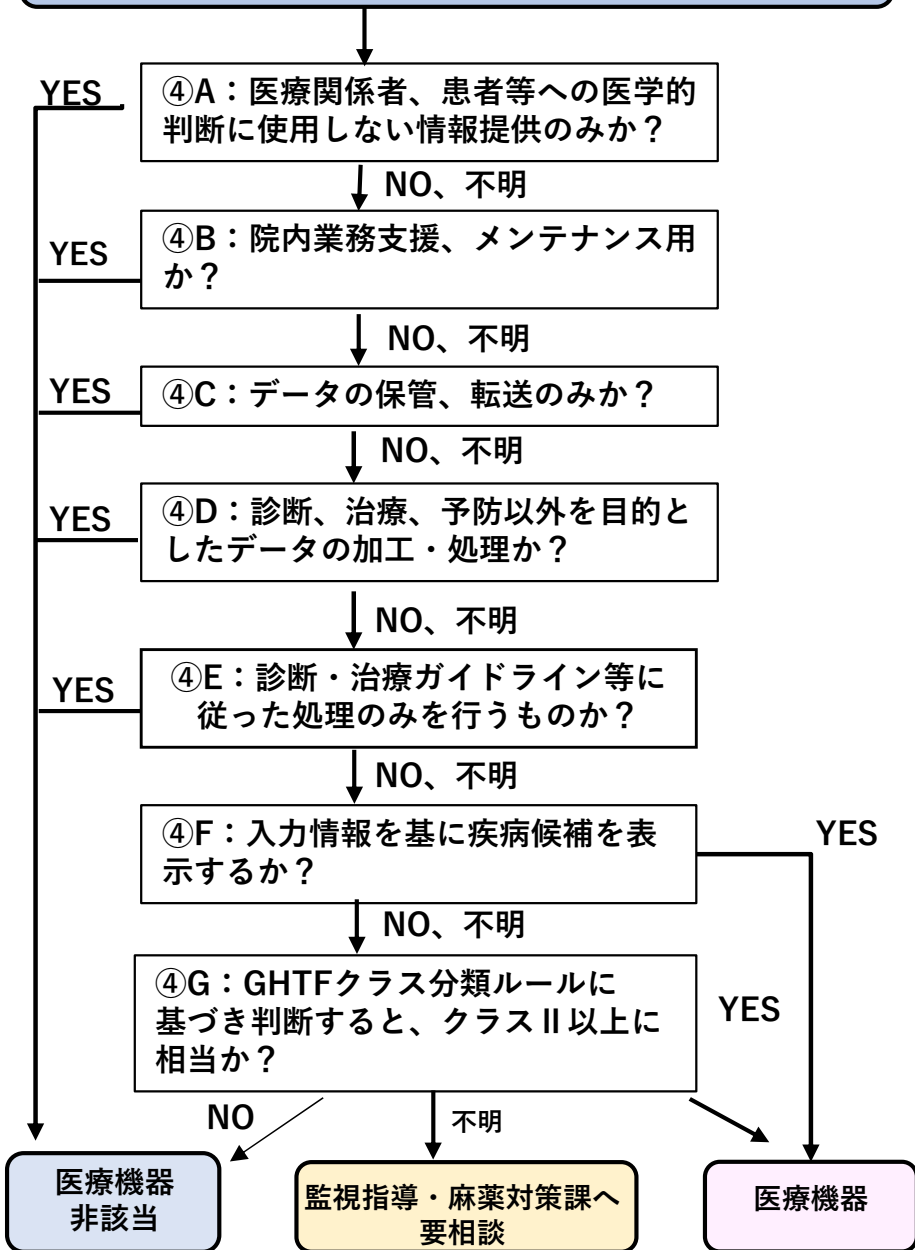 YES
④A：医療関係者、患者等への医学的
判断に使用しない情報提供のみか？
NO、不明
YES
④B：院内業務支援、メンテナンス用
か？
NO、不明
YES
④C：データの保管、転送のみか？
NO、不明
YES
④D：診断、治療、予防以外を目的と
したデータの加工・処理か？
NO、不明
YES
④E：診断・治療ガイドライン等に
従った処理のみを行うものか？
NO、不明
④F：入力情報を基に疾病候補を表
示するか？
YES
NO、不明
④G：GHTFクラス分類ルールに
基づき判断すると、クラスⅡ以上に
相当か？
YES
NO
不明
医療機器
非該当
監視指導・麻薬対策課へ
要相談
医療機器